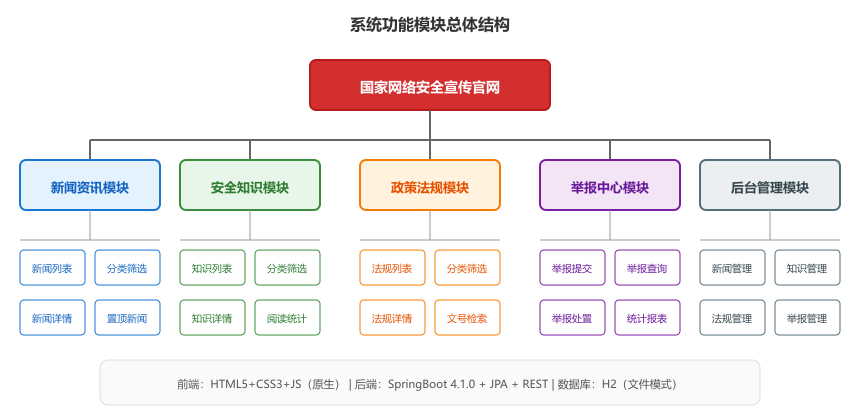 系统功能模块总体结构
国家网络安全宣传官网
新闻资讯模块
安全知识模块
政策法规模块
举报中心模块
后台管理模块
新闻列表 分类筛选 知识列表 分类筛选 法规列表 分类筛选 举报提交 举报查询 新闻管理 知识管理
新闻详情 置顶新闻 知识详情 阅读统计 法规详情 文号检索 举报处置 统计报表 法规管理 举报管理
前端：HTML5+CSS3+JS（原生） | 后端：SpringBoot 4.1.0 + JPA + REST | 数据库：H2（文件模式）